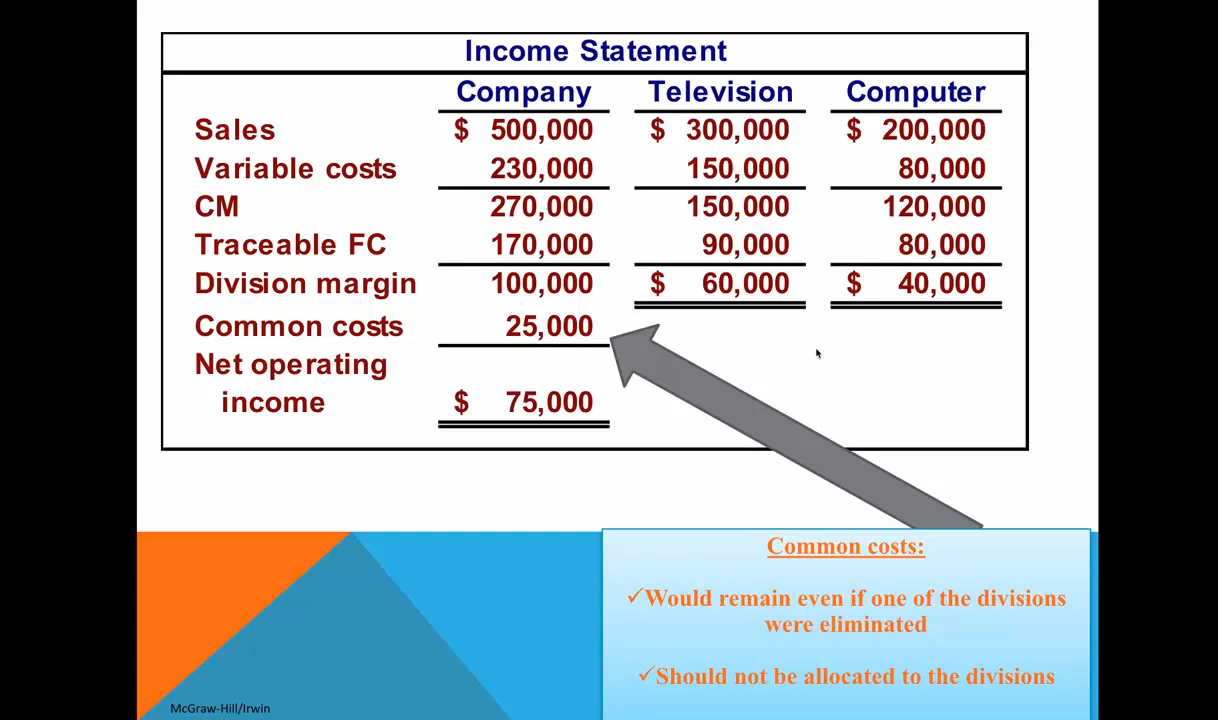 Income Statement
Company Television Computer
Sales $ 500,000 $ 300,000 $ 200,000
Variable costs 230,000 150,000 80,000
CM 270,000 150,000 120,000
Traceable FC 170,000 90,000 80,000
Division margin 100,000 $ 60,000 $ 40,000
Common costs 25,000
Net operating
income $ 75,000
Common costs:
✓Would remain even if one of the divisions
were eliminated
✓Should not be allocated to the divisions
McGraw-Hill/Irwin